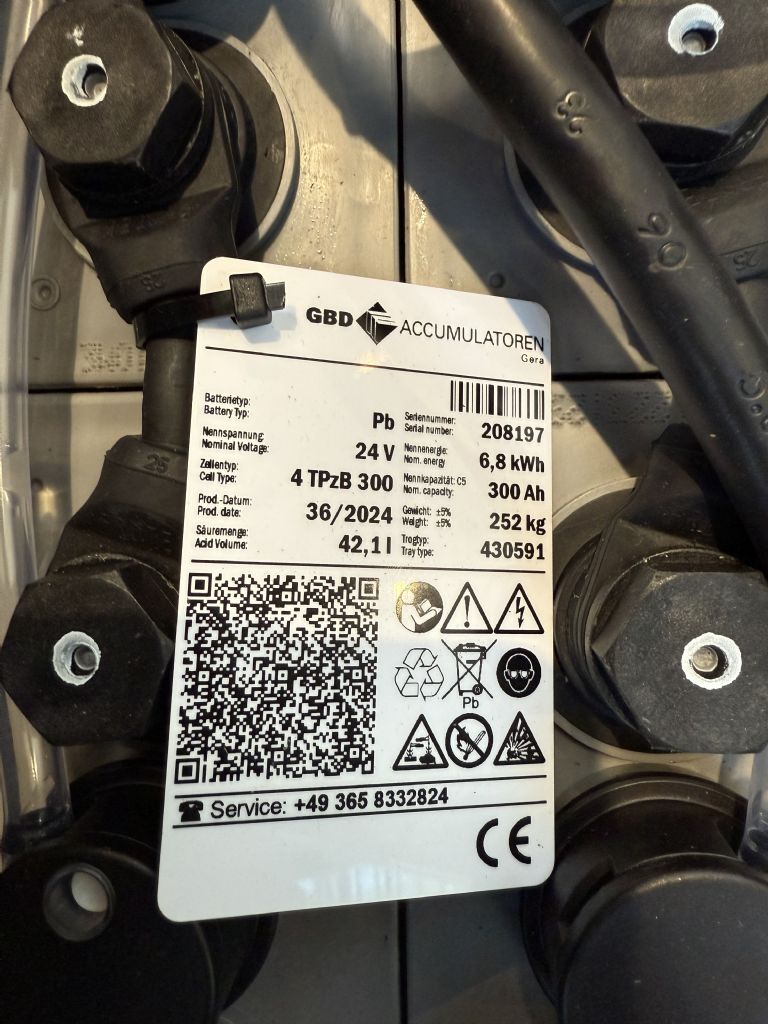 GBD ACCUMULATOREN
Gera
Batterietyp:
Battery Typ:
Pb
Seriennummer:
Serial number:
208197
Nennspannung:
Nominal Voltage:
24 V
Nennenergie:
Nom. energy
6,8 kWh
Zellentyp:
Cell Type:
4 TPzB 300
Nennkapazität: C5
Nom. capacity:
300 Ah
Prod.-Datum:
Prod. date:
36/2024
Gewicht: ±5%
Weight: ±5%
252 kg
Säuremenge:
Acid Volume:
42,1 l
Trogtyp:
Tray type:
430591
Pb
Service: +49 365 8332824
CE
25
25